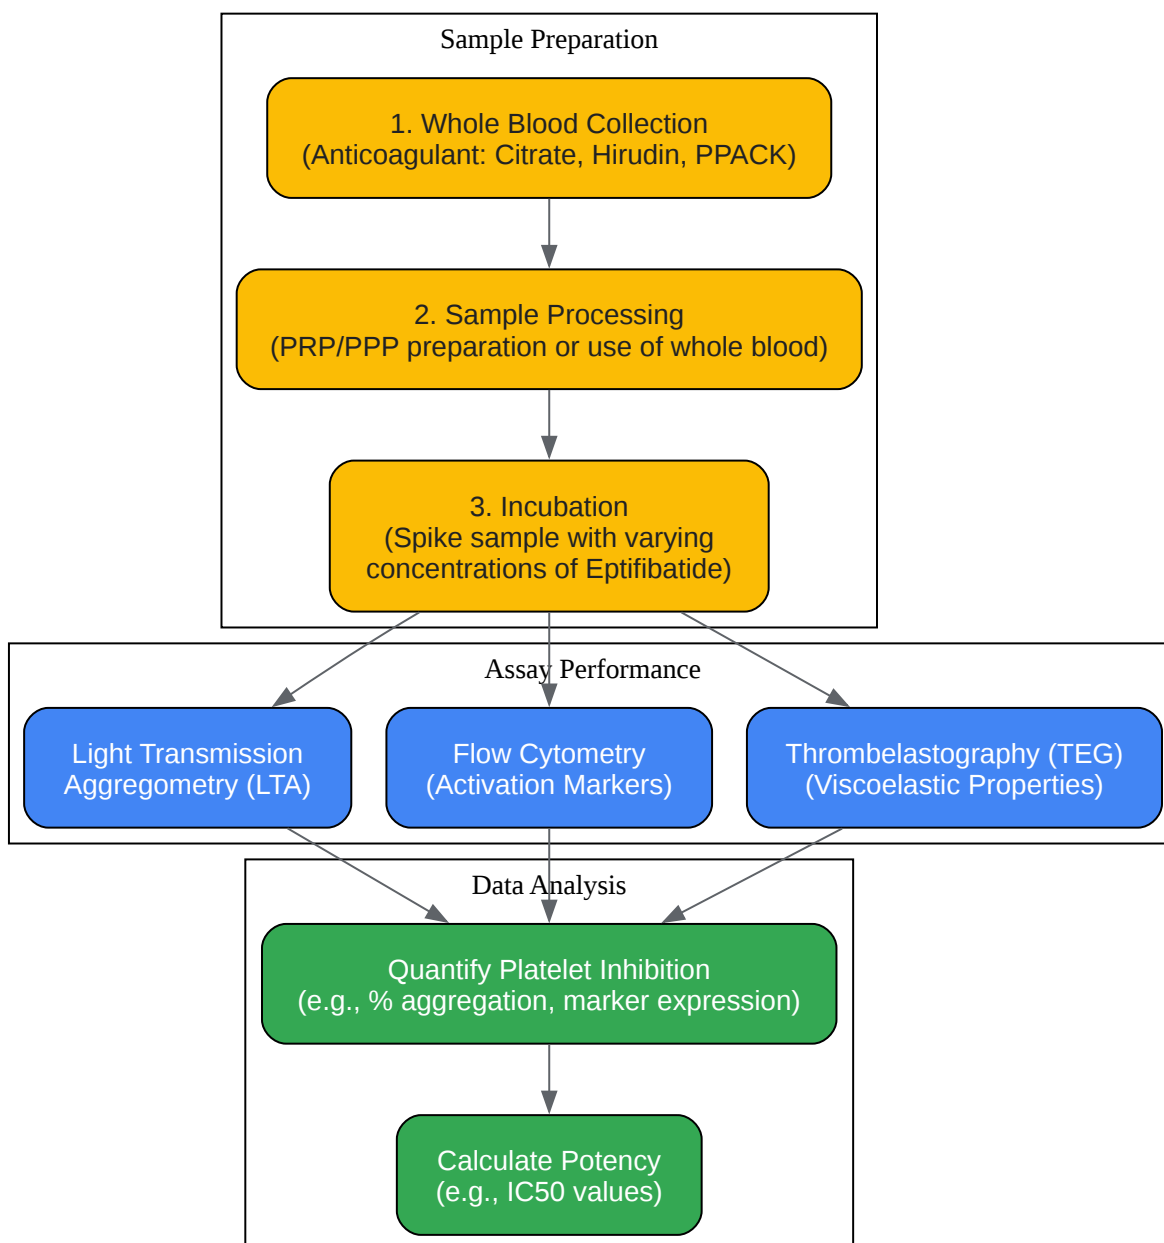 Sample Preparation
1. Whole Blood Collection
(Anticoagulant: Citrate, Hirudin, PPACK)
2. Sample Processing
(PRP/PPP preparation or use of whole blood)
3. Incubation
(Spike sample with varying
concentrations of Eptifibatide)
Assay Performance
Light Transmission
Aggregometry (LTA)
Flow Cytometry
(Activation Markers)
Thrombelastography (TEG)
(Viscoelastic Properties)
Data Analysis
Quantify Platelet Inhibition
(e.g., % aggregation, marker expression)
Calculate Potency
(e.g., IC50 values)